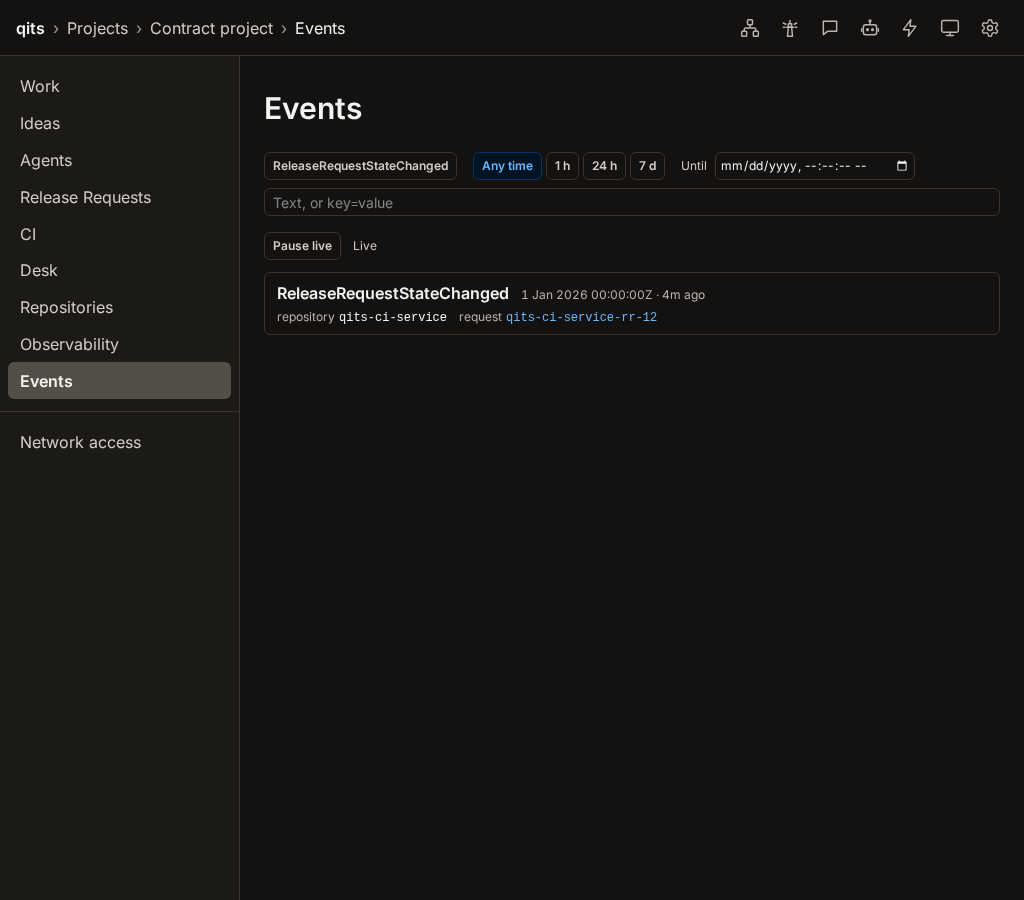 qits › Projects › Contract project › Events
Work
Ideas
Agents
Release Requests
CI
Desk
Repositories
Observability
Events
Network access
Events
ReleaseRequestStateChanged Any time 1 h 24 h 7 d Until mm/dd/yyyy, --:--:-- --
Text, or key=value
Pause live Live
ReleaseRequestStateChanged 1 Jan 2026 00:00:00Z · 4m ago
repository qits-ci-service request qits-ci-service-rr-12